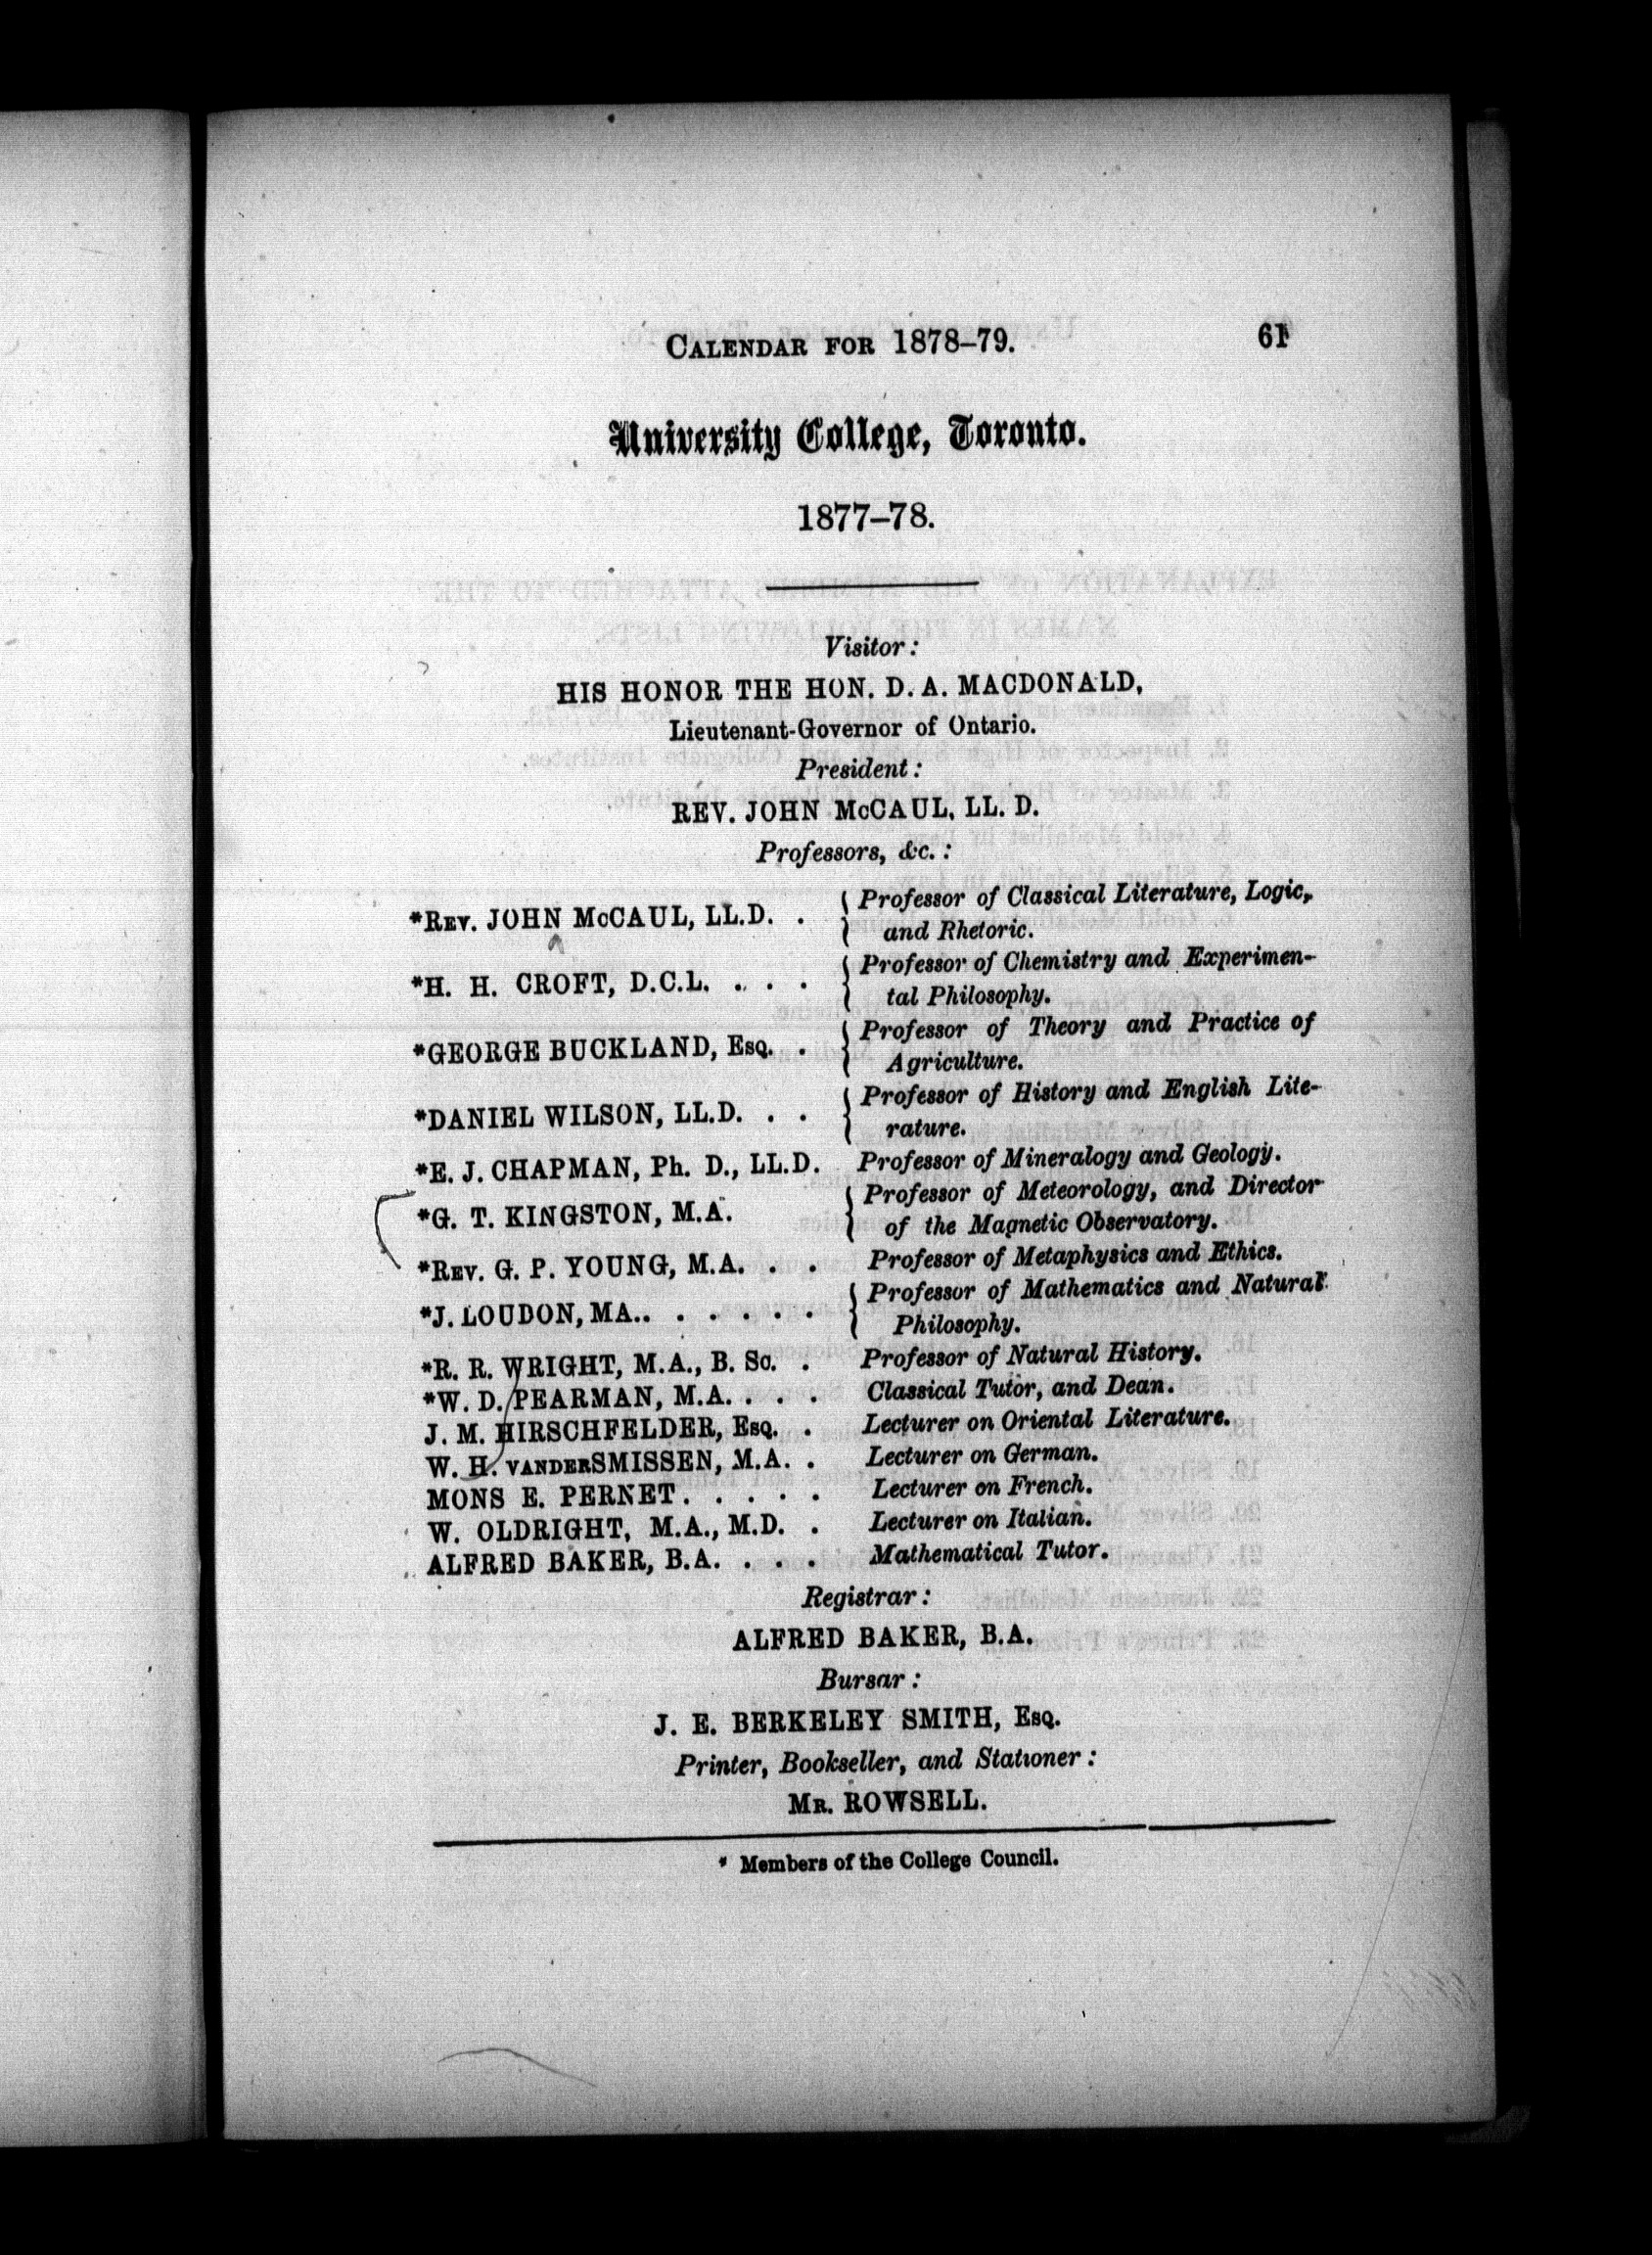 CALENDAR FOR 1878–79. 61
University College, Toronto.
1877–78.
Visitor:
HIS HONOR THE HON. D. A. MACDONALD,
Lieutenant-Governor of Ontario.
President:
REV. JOHN McCAUL, LL. D.
Professors, &c.:
*REV. JOHN McCAUL, LL.D. . { Professor of Classical Literature, Logic,
and Rhetoric.
*H. H. CROFT, D.C.L. . . . { Professor of Chemistry and Experimen-
tal Philosophy.
*GEORGE BUCKLAND, ESQ. . { Professor of Theory and Practice of
Agriculture.
*DANIEL WILSON, LL.D. . . { Professor of History and English Lite-
rature.
*E. J. CHAPMAN, Ph. D., LL.D. Professor of Mineralogy and Geology.
*G. T. KINGSTON, M.A. { Professor of Meteorology, and Director
of the Magnetic Observatory.
*REV. G. P. YOUNG, M.A. . . Professor of Metaphysics and Ethics.
*J. LOUDON, MA.. . . . . . { Professor of Mathematics and Natural
Philosophy.
*R. R. WRIGHT, M.A., B. Sc. . Professor of Natural History.
*W. D. PEARMAN, M.A. . . . Classical Tutor, and Dean.
J. M. HIRSCHFELDER, ESQ. . Lecturer on Oriental Literature.
W. H. VANDERSMISSEN, M.A. . Lecturer on German.
MONS E. PERNET. . . . . Lecturer on French.
W. OLDRIGHT, M.A., M.D. . Lecturer on Italian.
ALFRED BAKER, B.A. . . . Mathematical Tutor.
Registrar:
ALFRED BAKER, B.A.
Bursar:
J. E. BERKELEY SMITH, ESQ.
Printer, Bookseller, and Stationer:
MR. ROWSELL.
* Members of the College Council.